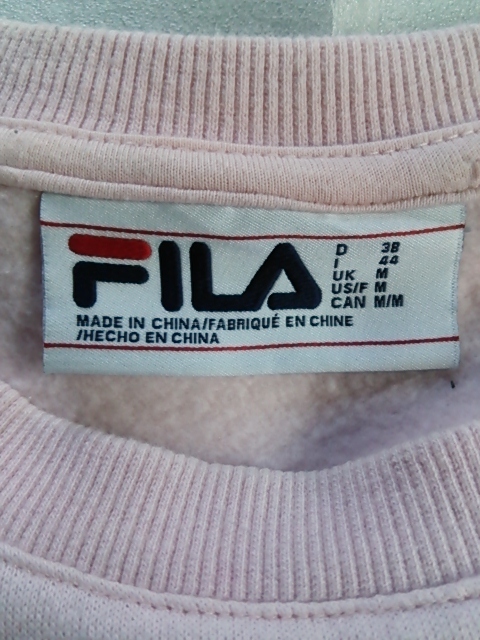 FILA
D 38
I 44
UK M
US/F M
CAN M/M
MADE IN CHINA/FABRIQUÉ EN CHINE
/HECHO EN CHINA